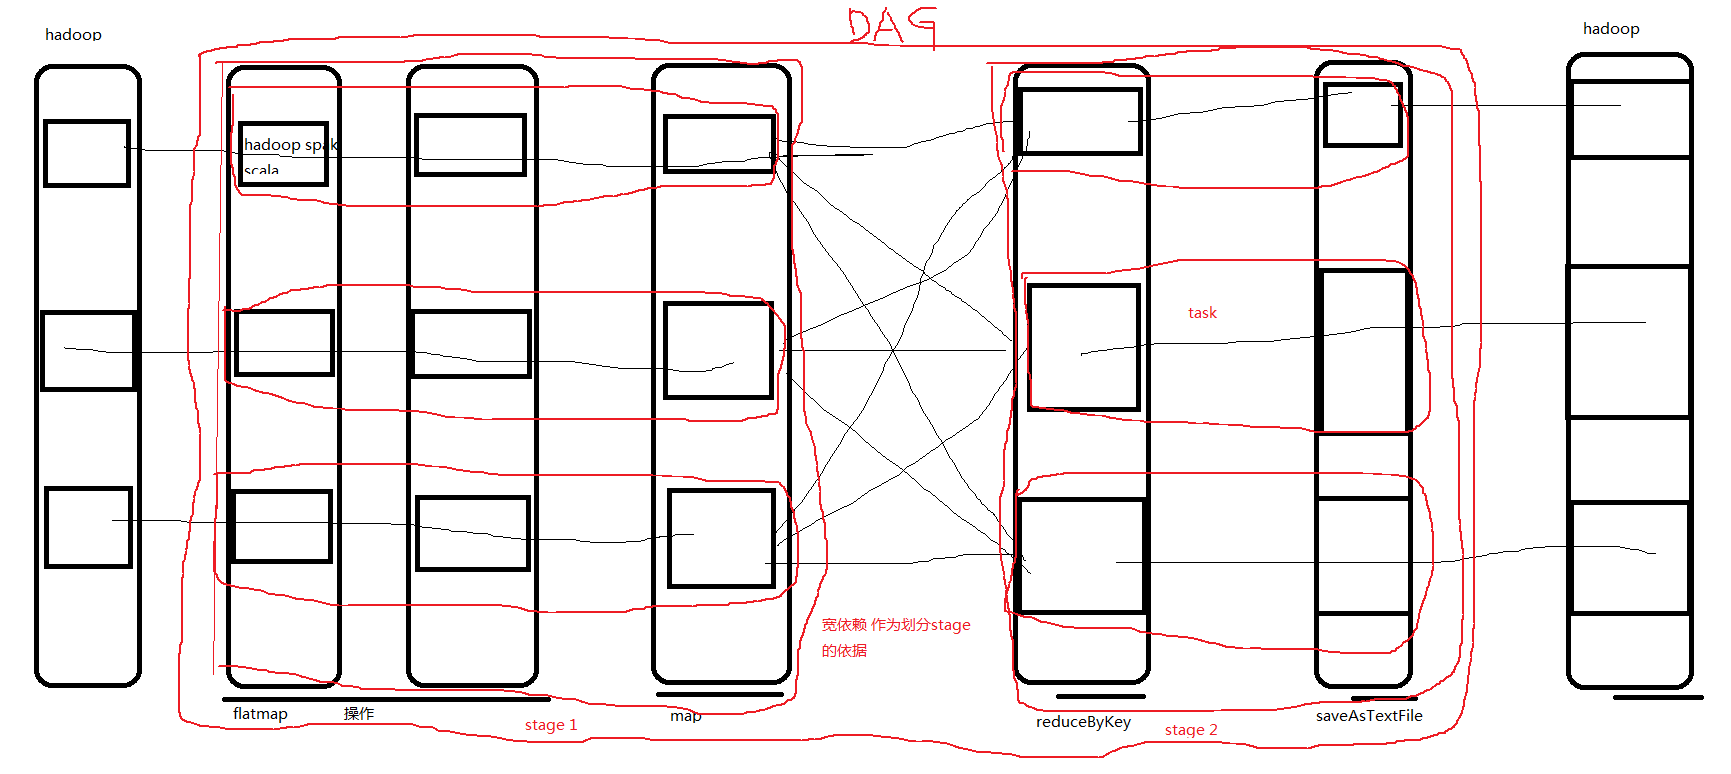 DAG
hadoop
hadoop
hadoop spak
scala
task
宽依赖 作为划分stage
的依据
flatmap
操作
stage 1
map
reduceByKey
stage 2
saveAsTextFile